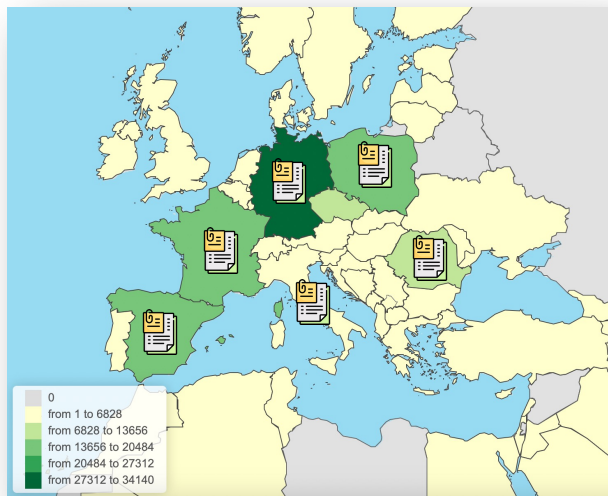 0
from 1 to 6828
from 6828 to 13656
from 13656 to 20484
from 20484 to 27312
from 27312 to 34140